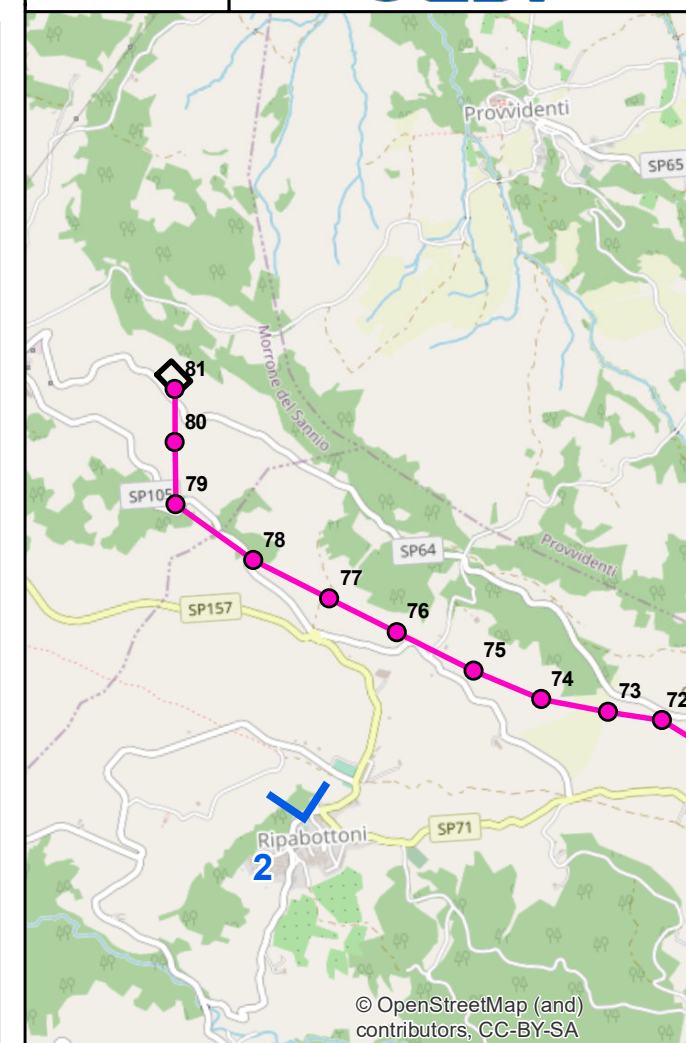 Provvidenti
SP65
Morrone del Sannio
81
80
SP105
79
78
SP64
Provvidenti
77
SP157
76
75
74
73
72
SP71
Ripabottoni
2
© OpenStreetMap (and)
contributors, CC-BY-SA